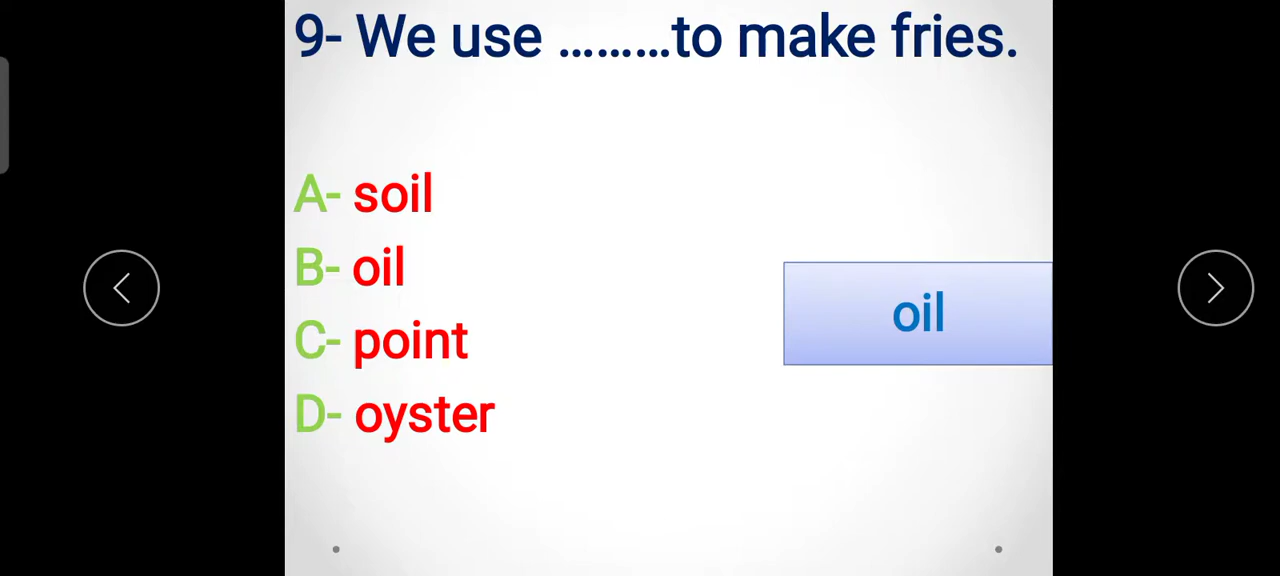 9- We use .........to make fries.
A- soil
B- oil
oil
C- point
D- oyster